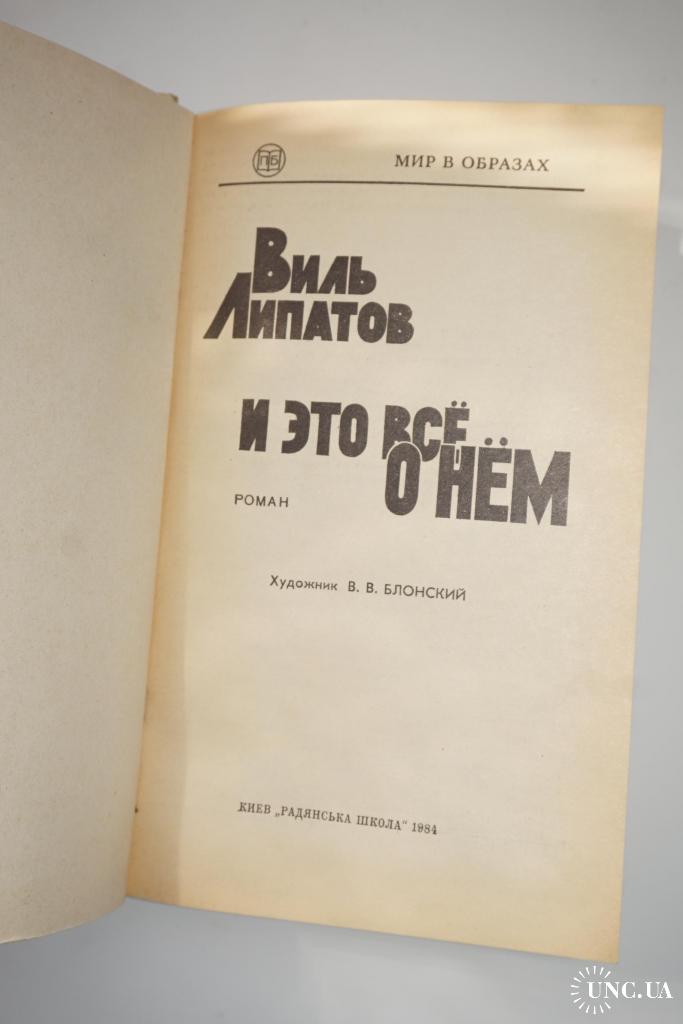 ПБ
МИР В ОБРАЗАХ
ВИЛЬ
ЛИПАТОВ
И ЭТО ВСЁ
О НЁМ
РОМАН
Художник В. В. БЛОНСКИЙ
КИЕВ „РАДЯНСЬКА ШКОЛА“ 1984
UNC.UA